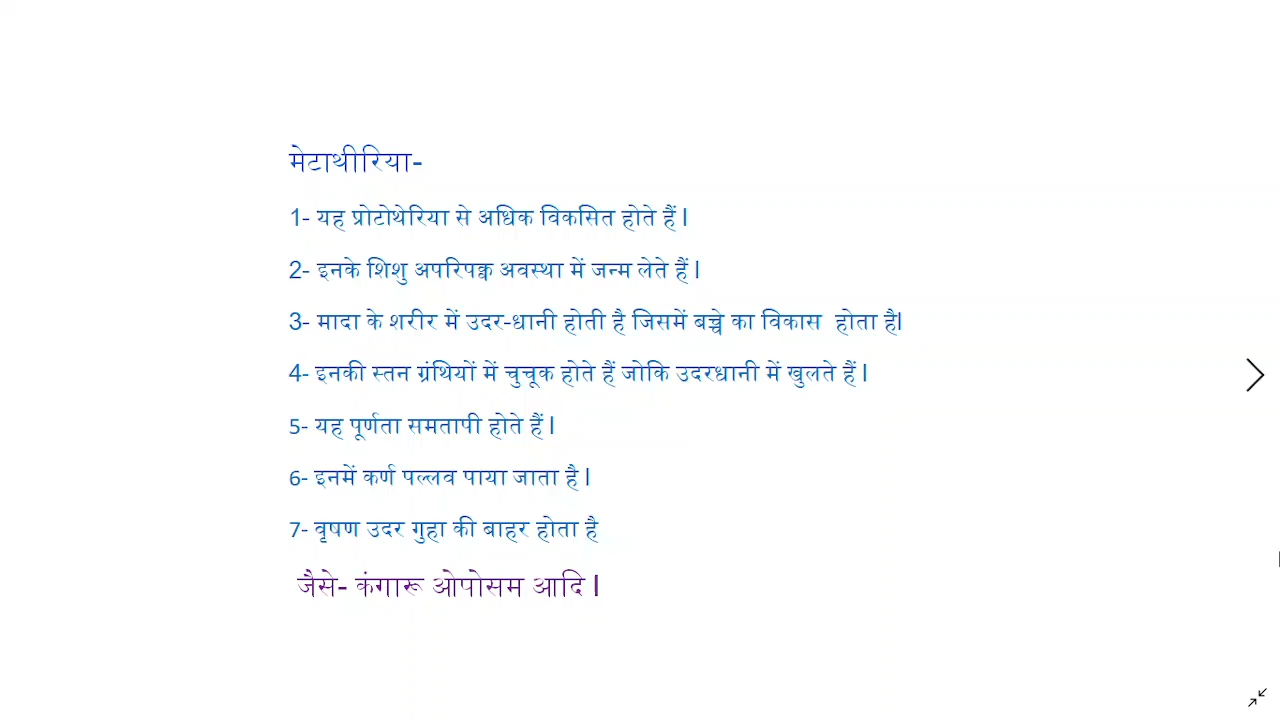 मेटाथीरिया-
1- यह प्रोटोथेरिया से अधिक विकसित होते हैं l
2- इनके शिशु अपरिपक्व अवस्था में जन्म लेते हैं l
3- मादा के शरीर में उदर-धानी होती है जिसमें बच्चे का विकास होता हैl
4- इनकी स्तन ग्रंथियों में चुचूक होते हैं जोकि उदरधानी में खुलते हैं l
5- यह पूर्णता समतापी होते हैं l
6- इनमें कर्ण पल्लव पाया जाता है l
7- वृषण उदर गुहा की बाहर होता है
जैसे- कंगारू ओपोसम आदि l